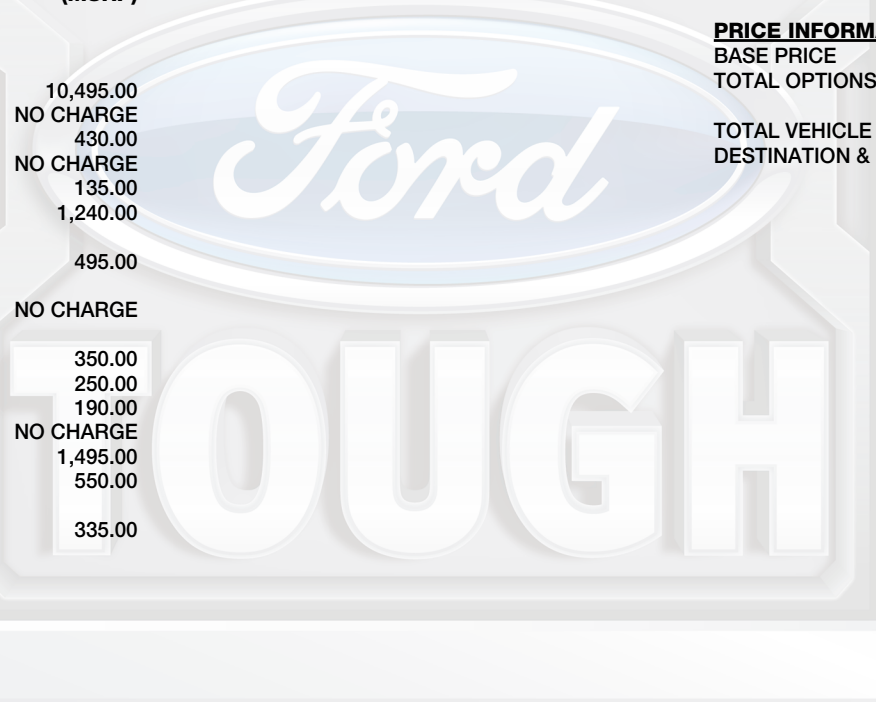 (MSRP)
10,495.00
NO CHARGE
430.00
NO CHARGE
135.00
1,240.00
495.00
NO CHARGE
350.00
250.00
190.00
NO CHARGE
1,495.00
550.00
335.00
PRICE INFORM
BASE PRICE
TOTAL OPTIONS
TOTAL VEHICLE
DESTINATION &
Ford
TOUGH